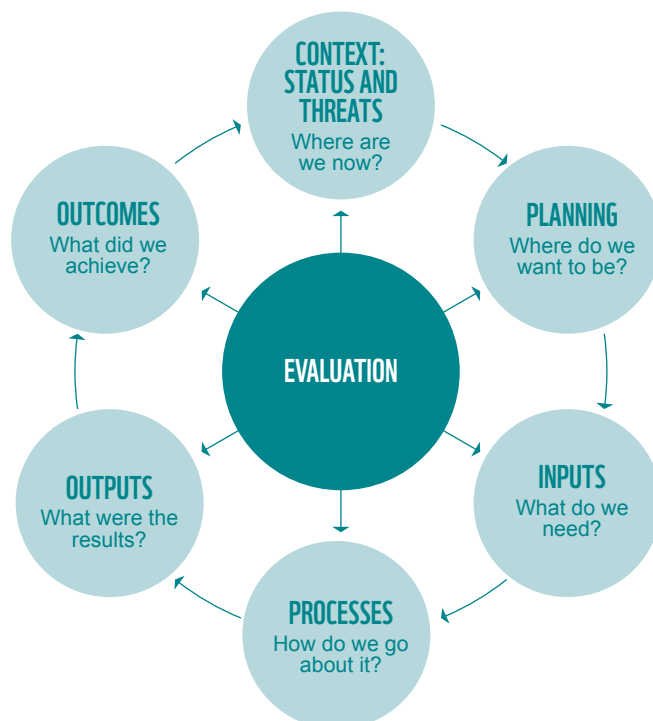 CONTEXT:
STATUS AND
THREATS
Where are
we now?
PLANNING
Where do we
want to be?
INPUTS
What do we
need?
PROCESSES
How do we go
about it?
OUTPUTS
What were the
results?
OUTCOMES
What did we
achieve?
EVALUATION